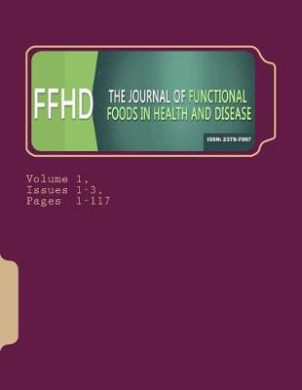 FFHD
THE JOURNAL OF FUNCTIONAL
FOODS IN HEALTH AND DISEASE
ISSN: 2378-7007
Volume 1,
Issues 1-3,
Pages 1-117